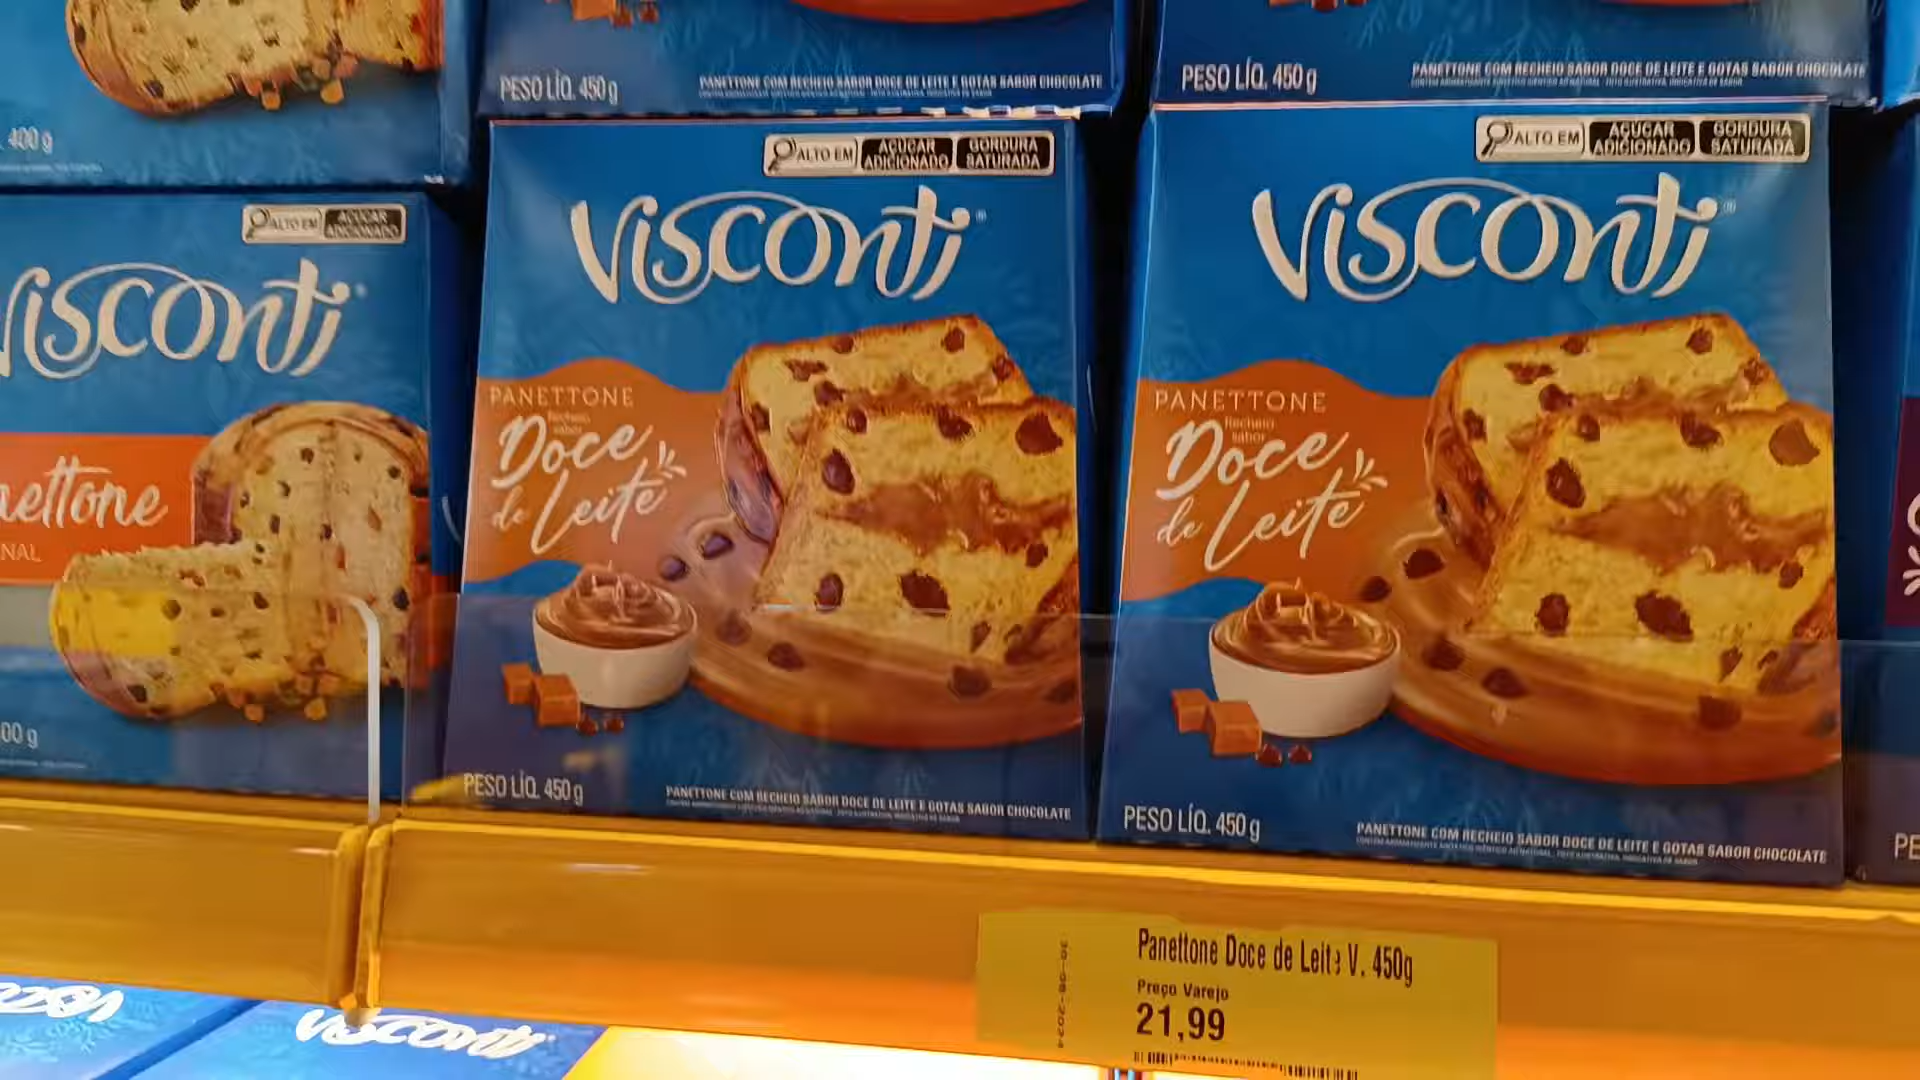 PESO LÍQ. 450 g
PANETTONE COM RECHEIO SABOR DOCE DE LEITE E GOTAS SABOR CHOCOLATE
PESO LÍQ. 450 g
PANETTONE COM RECHEIO SABOR DOCE DE LEITE E GOTAS SABOR CHOCOLATE
400 g
ALTO EM
AÇÚCAR
ADICIONADO
Visconti
nettone
NAL
00 g
ALTO EM
AÇÚCAR
ADICIONADO
GORDURA
SATURADA
Visconti
PANETTONE
Recheio
sabor
Doce
de Leite
PESO LÍQ. 450 g
PANETTONE COM RECHEIO SABOR DOCE DE LEITE E GOTAS SABOR CHOCOLATE
ALTO EM
AÇÚCAR
ADICIONADO
GORDURA
SATURADA
Visconti
PANETTONE
Recheio
sabor
Doce
de Leite
PESO LÍQ. 450 g
PANETTONE COM RECHEIO SABOR DOCE DE LEITE E GOTAS SABOR CHOCOLATE
PE
Panettone Doce de Leite V. 450g
Preço Varejo
21,99
Visconti